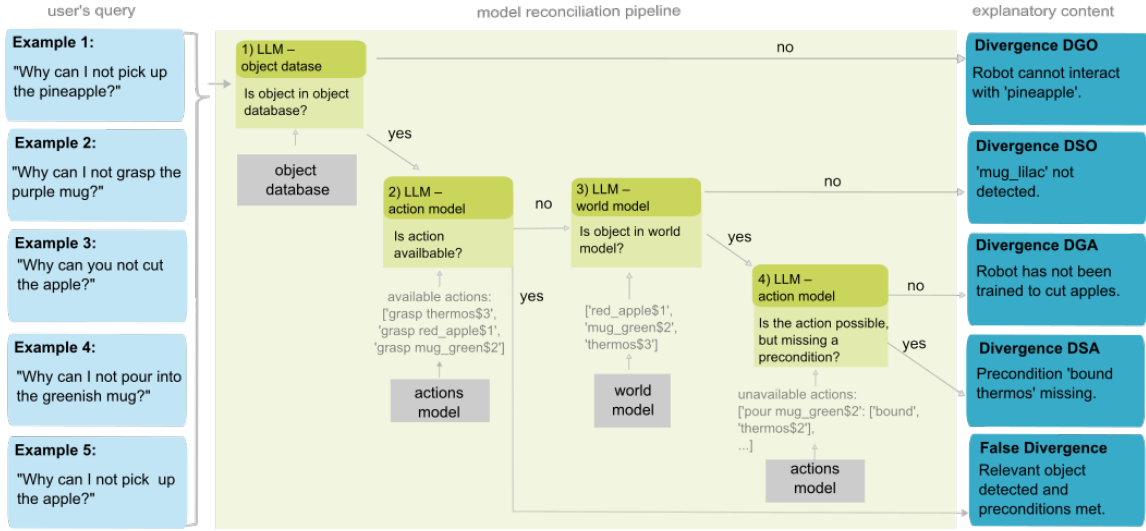 user's query
model reconciliation pipeline
explanatory content
Example 1:
"Why can I not pick up
the pineapple?"
Example 2:
"Why can I not grasp the
purple mug?"
Example 3:
"Why can you not cut
the apple?"
Example 4:
"Why can I not pour into
the greenish mug?"
Example 5:
"Why can I not pick up
the apple?"
1) LLM –
object datase
Is object in object
database?
object
database
no
yes
2) LLM –
action model
Is action
availbable?
available actions:
['grasp thermos$3',
'grasp red_apple$1',
'grasp mug_green$2']
actions
model
no
yes
3) LLM –
world model
Is object in world
model?
['red_apple$1',
'mug_green$2',
'thermos$3']
world
model
no
yes
4) LLM –
action model
Is the action possible,
but missing a
precondition?
unavailable actions:
['pour mug_green$2': ['bound',
'thermos$2'],
...]
actions
model
no
yes
Divergence DGO
Robot cannot interact
with 'pineapple'.
Divergence DSO
'mug_lilac' not
detected.
Divergence DGA
Robot has not been
trained to cut apples.
Divergence DSA
Precondition 'bound
thermos' missing.
False Divergence
Relevant object
detected and
preconditions met.